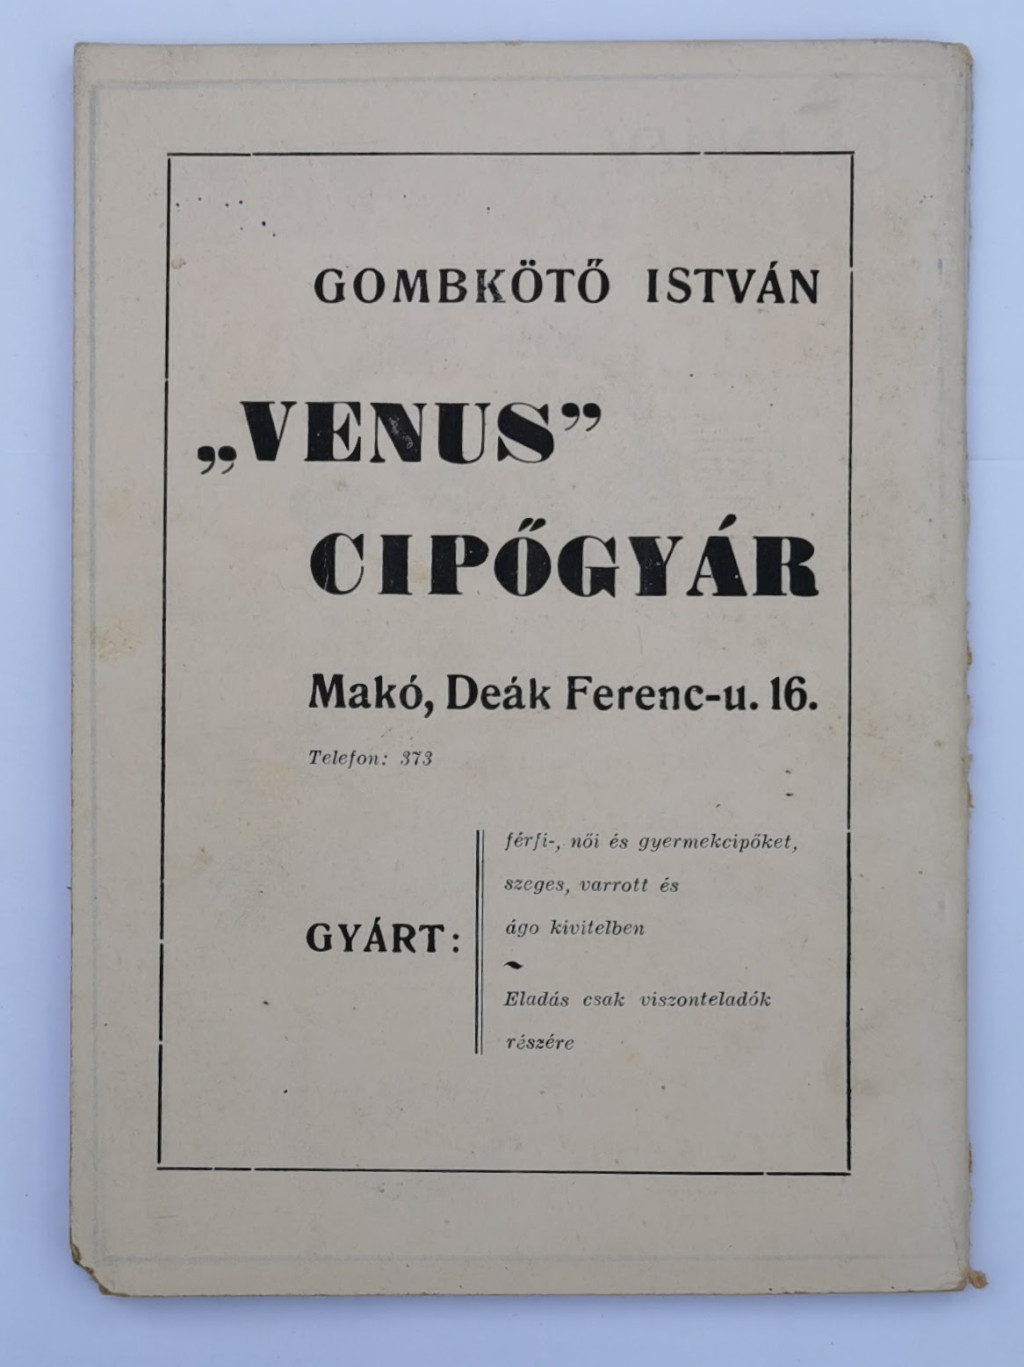 GOMBKÖTŐ ISTVÁN
„VENUS”
CIPŐGYÁR
Makó, Deák Ferenc-u. 16.
Telefon: 373
GYÁRT:
férfi-, női és gyermekcipőket,
szeges, varrott és
ágo kivitelben
Eladás csak viszonteladók
részére